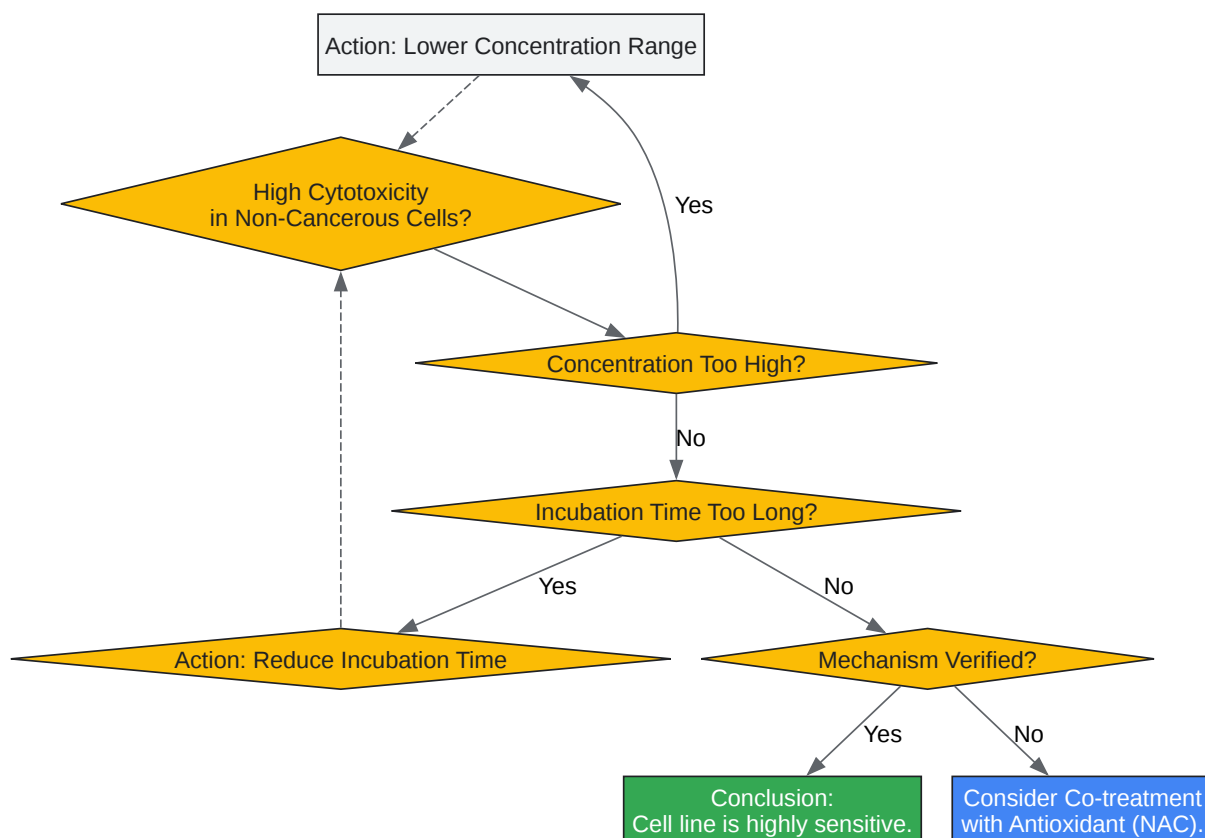 Action: Lower Concentration Range
High Cytotoxicity
in Non-Cancerous Cells?
Yes
Concentration Too High?
No
Incubation Time Too Long?
Yes
No
Action: Reduce Incubation Time
Mechanism Verified?
Yes
No
Conclusion:
Cell line is highly sensitive.
Consider Co-treatment
with Antioxidant (NAC).